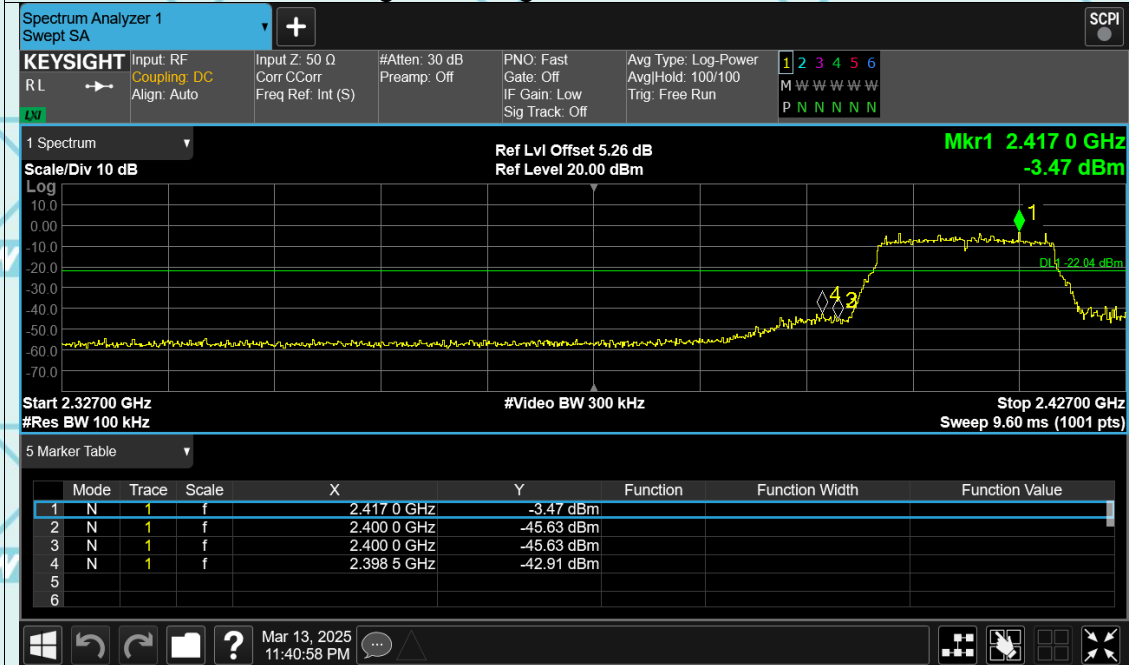 Spectrum Analyzer 1
Swept SA
SCPI
KEYSIGHT
RL
LXI
Input: RF
Coupling: DC
Align: Auto
Input Z: 50 Ω
Corr CCorr
Freq Ref: Int (S)
#Atten: 30 dB
Preamp: Off
PNO: Fast
Gate: Off
IF Gain: Low
Sig Track: Off
Avg Type: Log-Power
Avg|Hold: 100/100
Trig: Free Run
1 2 3 4 5 6
M W W W W W
P N N N N N
1 Spectrum
Scale/Div 10 dB
Log
Ref Lvl Offset 5.26 dB
Ref Level 20.00 dBm
Mkr1 2.417 0 GHz
-3.47 dBm
10.0
0.00
-10.0
-20.0
-30.0
-40.0
-50.0
-60.0
-70.0
1
DL1 -22.04 dBm
4
Start 2.32700 GHz
#Res BW 100 kHz
#Video BW 300 kHz
Stop 2.42700 GHz
Sweep 9.60 ms (1001 pts)
5 Marker Table
Mode Trace Scale X Y Function Function Width Function Value
1 N 1 f 2.417 0 GHz -3.47 dBm
2 N 1 f 2.400 0 GHz -45.63 dBm
3 N 1 f 2.400 0 GHz -45.63 dBm
4 N 1 f 2.398 5 GHz -42.91 dBm
5
6
?
Mar 13, 2025
11:40:58 PM